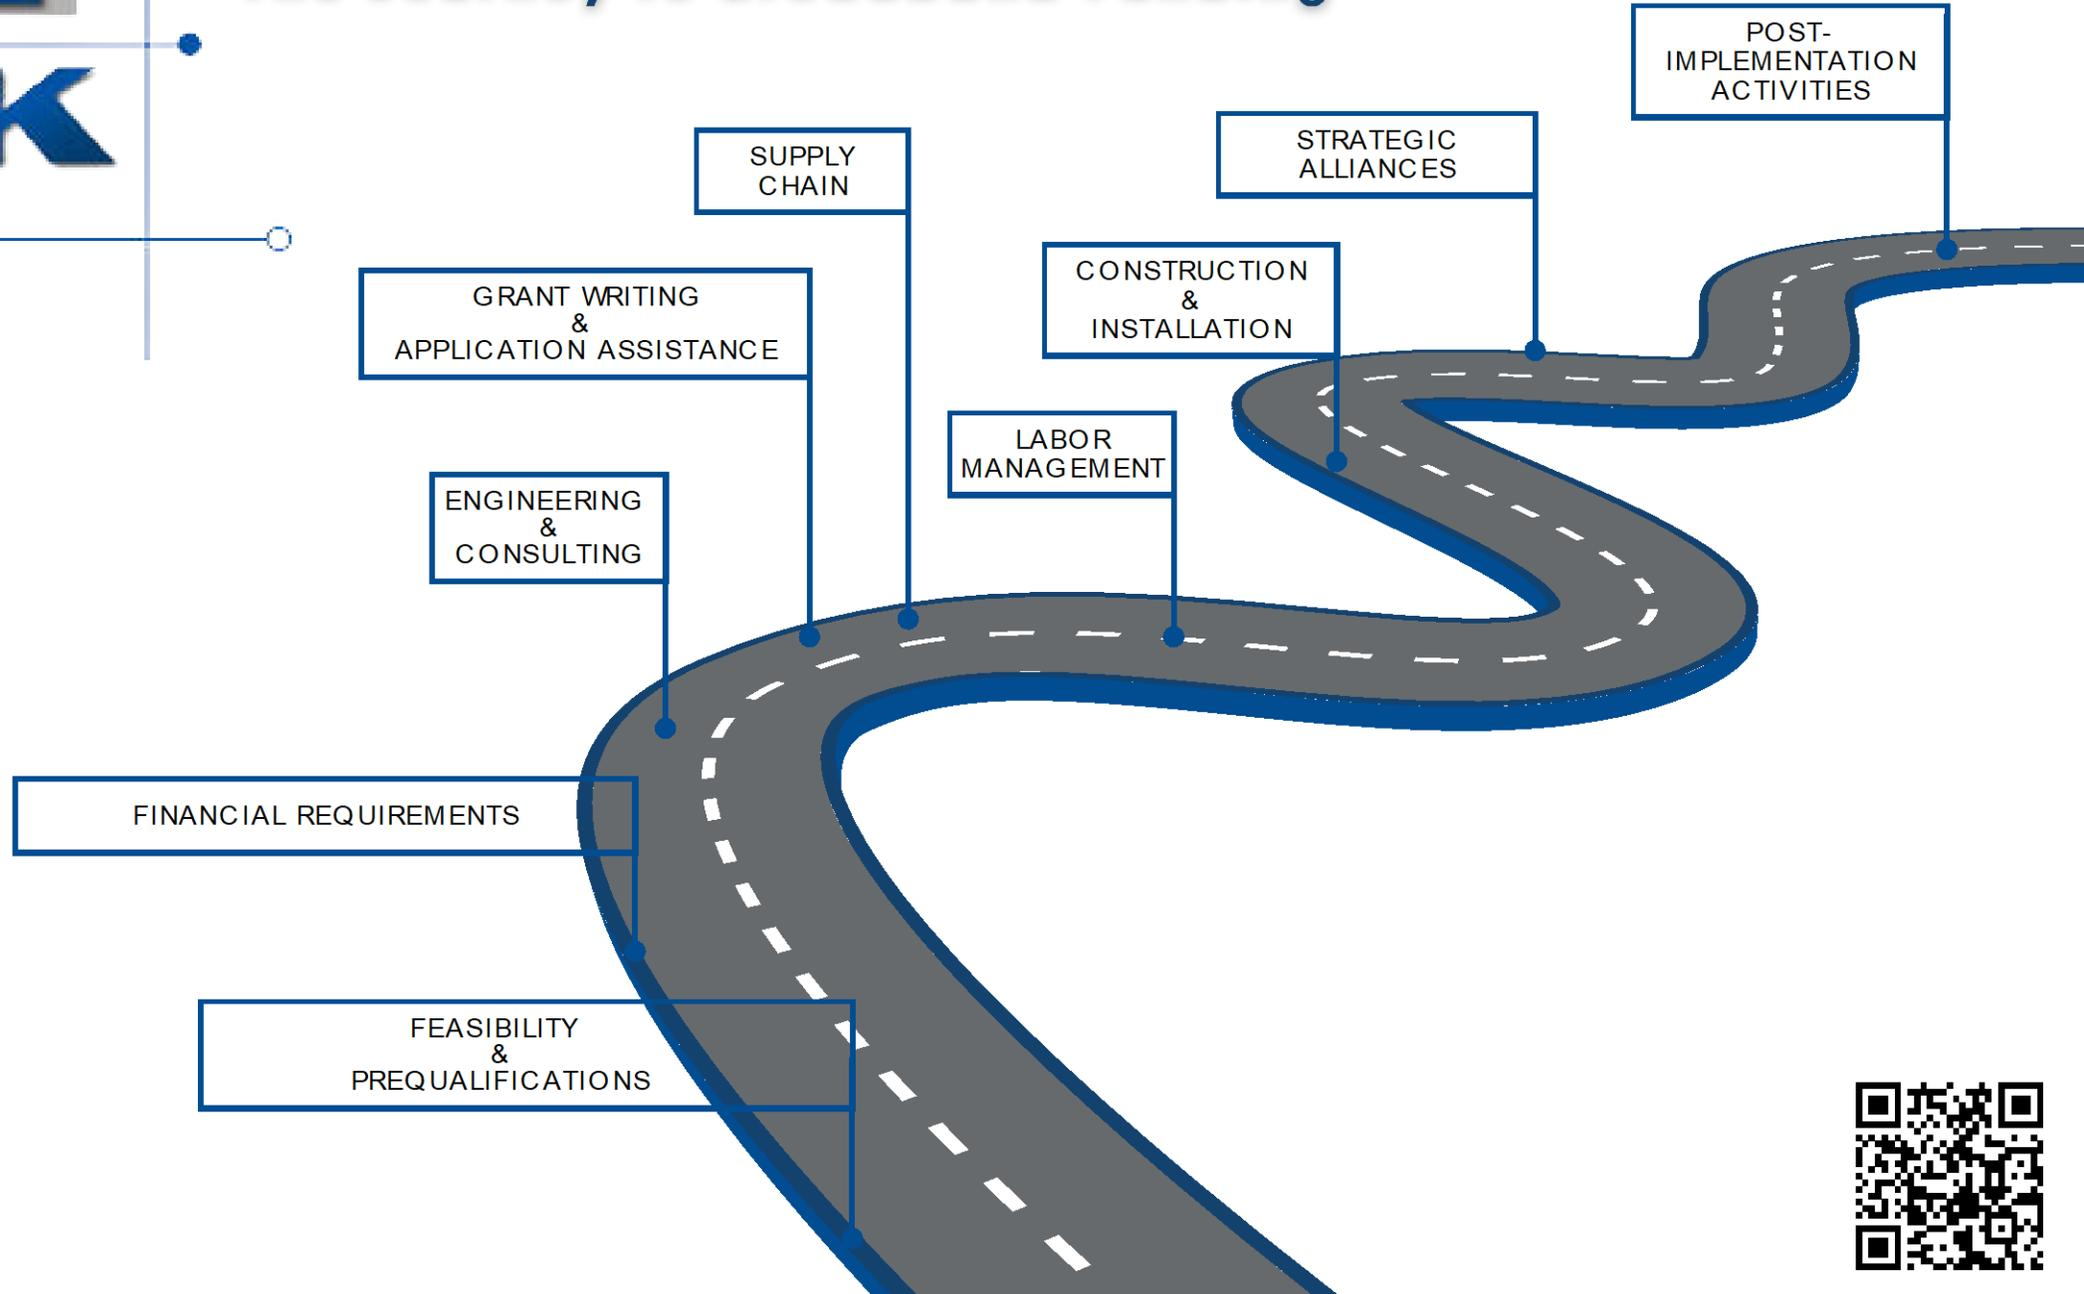 K
POST-
IMPLEMENTATION
ACTIVITIES
STRATEGIC
ALLIANCES
SUPPLY
CHAIN
CONSTRUCTION
&
INSTALLATION
GRANT WRITING
&
APPLICATION ASSISTANCE
LABOR
MANAGEMENT
ENGINEERING
&
CONSULTING
FINANCIAL REQUIREMENTS
FEASIBILITY
&
PREQUALIFICATIONS